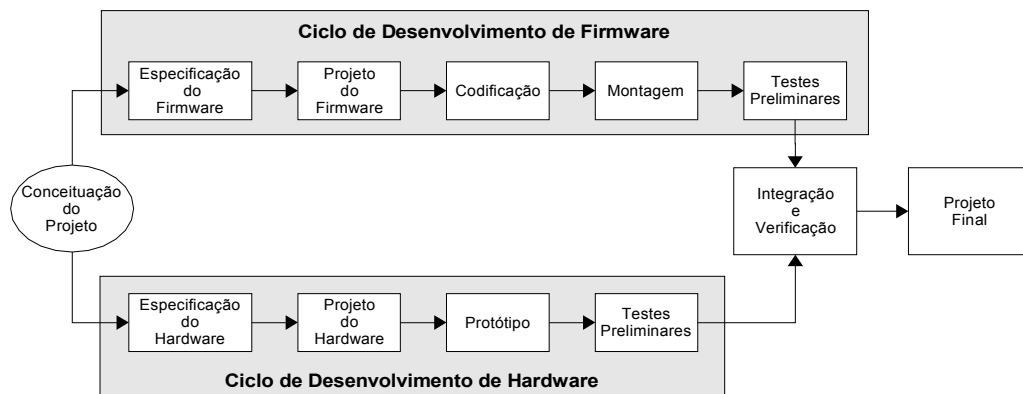 Ciclo de Desenvolvimento de Firmware
Especificação
do
Firmware
Projeto
do
Firmware
Codificação
Montagem
Testes
Preliminares
Conceituação
do
Projeto
Integração
e
Verificação
Projeto
Final
Especificação
do
Hardware
Projeto
do
Hardware
Protótipo
Testes
Preliminares
Ciclo de Desenvolvimento de Hardware